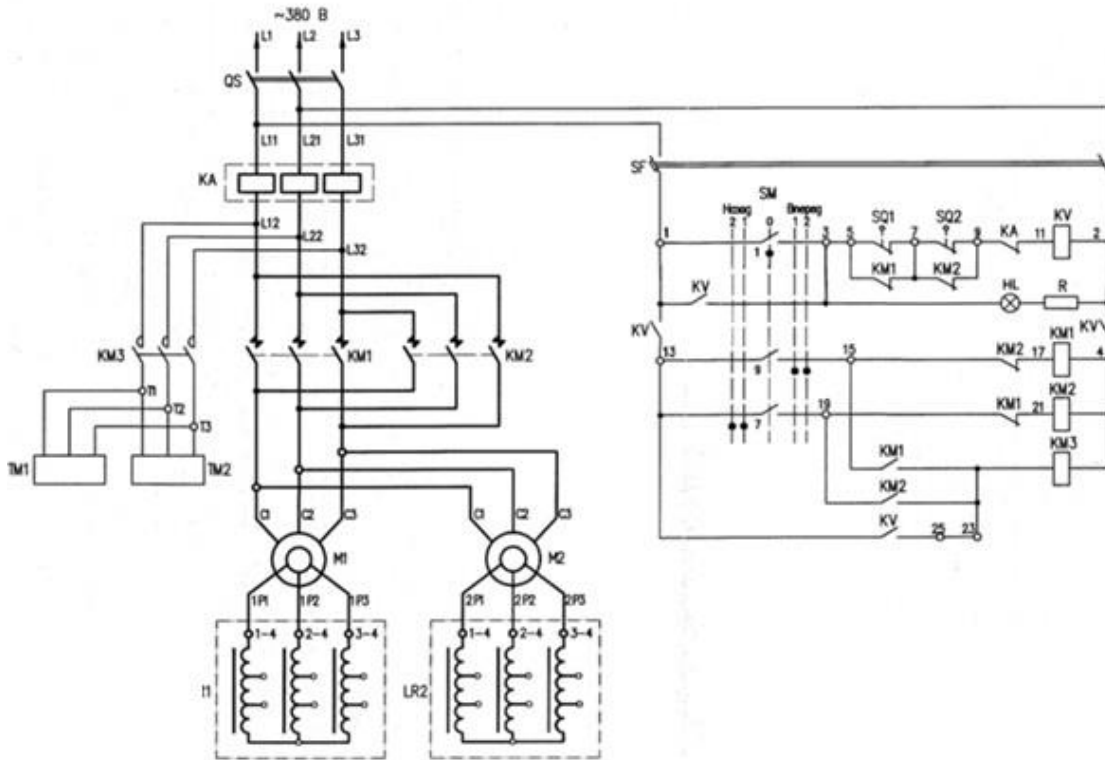 ~380 В
L1 L2 L3
QS
L11 L21 L31
KA
L12
L22
L32
KM3 KM1 KM2
T1
T2
T3
TM1 TM2
C1 C2 C3 C1 C2 C3
M1 M2
1P1 1P2 1P3 2P1 2P2 2P3
1-4 2-4 3-4 1-4 2-4 3-4
LR2
SM
Назад 0 Вперед
2 1 1 2
1 1 3 5 SQ1 7 SQ2 9 KA 11 KV 2
KM1 KM2
KV HL R
KV KV
13 9 15 KM2 17 KM1 4
7 19 KM1 21 KM2
KM1 KM3
KM2
KV 25 23